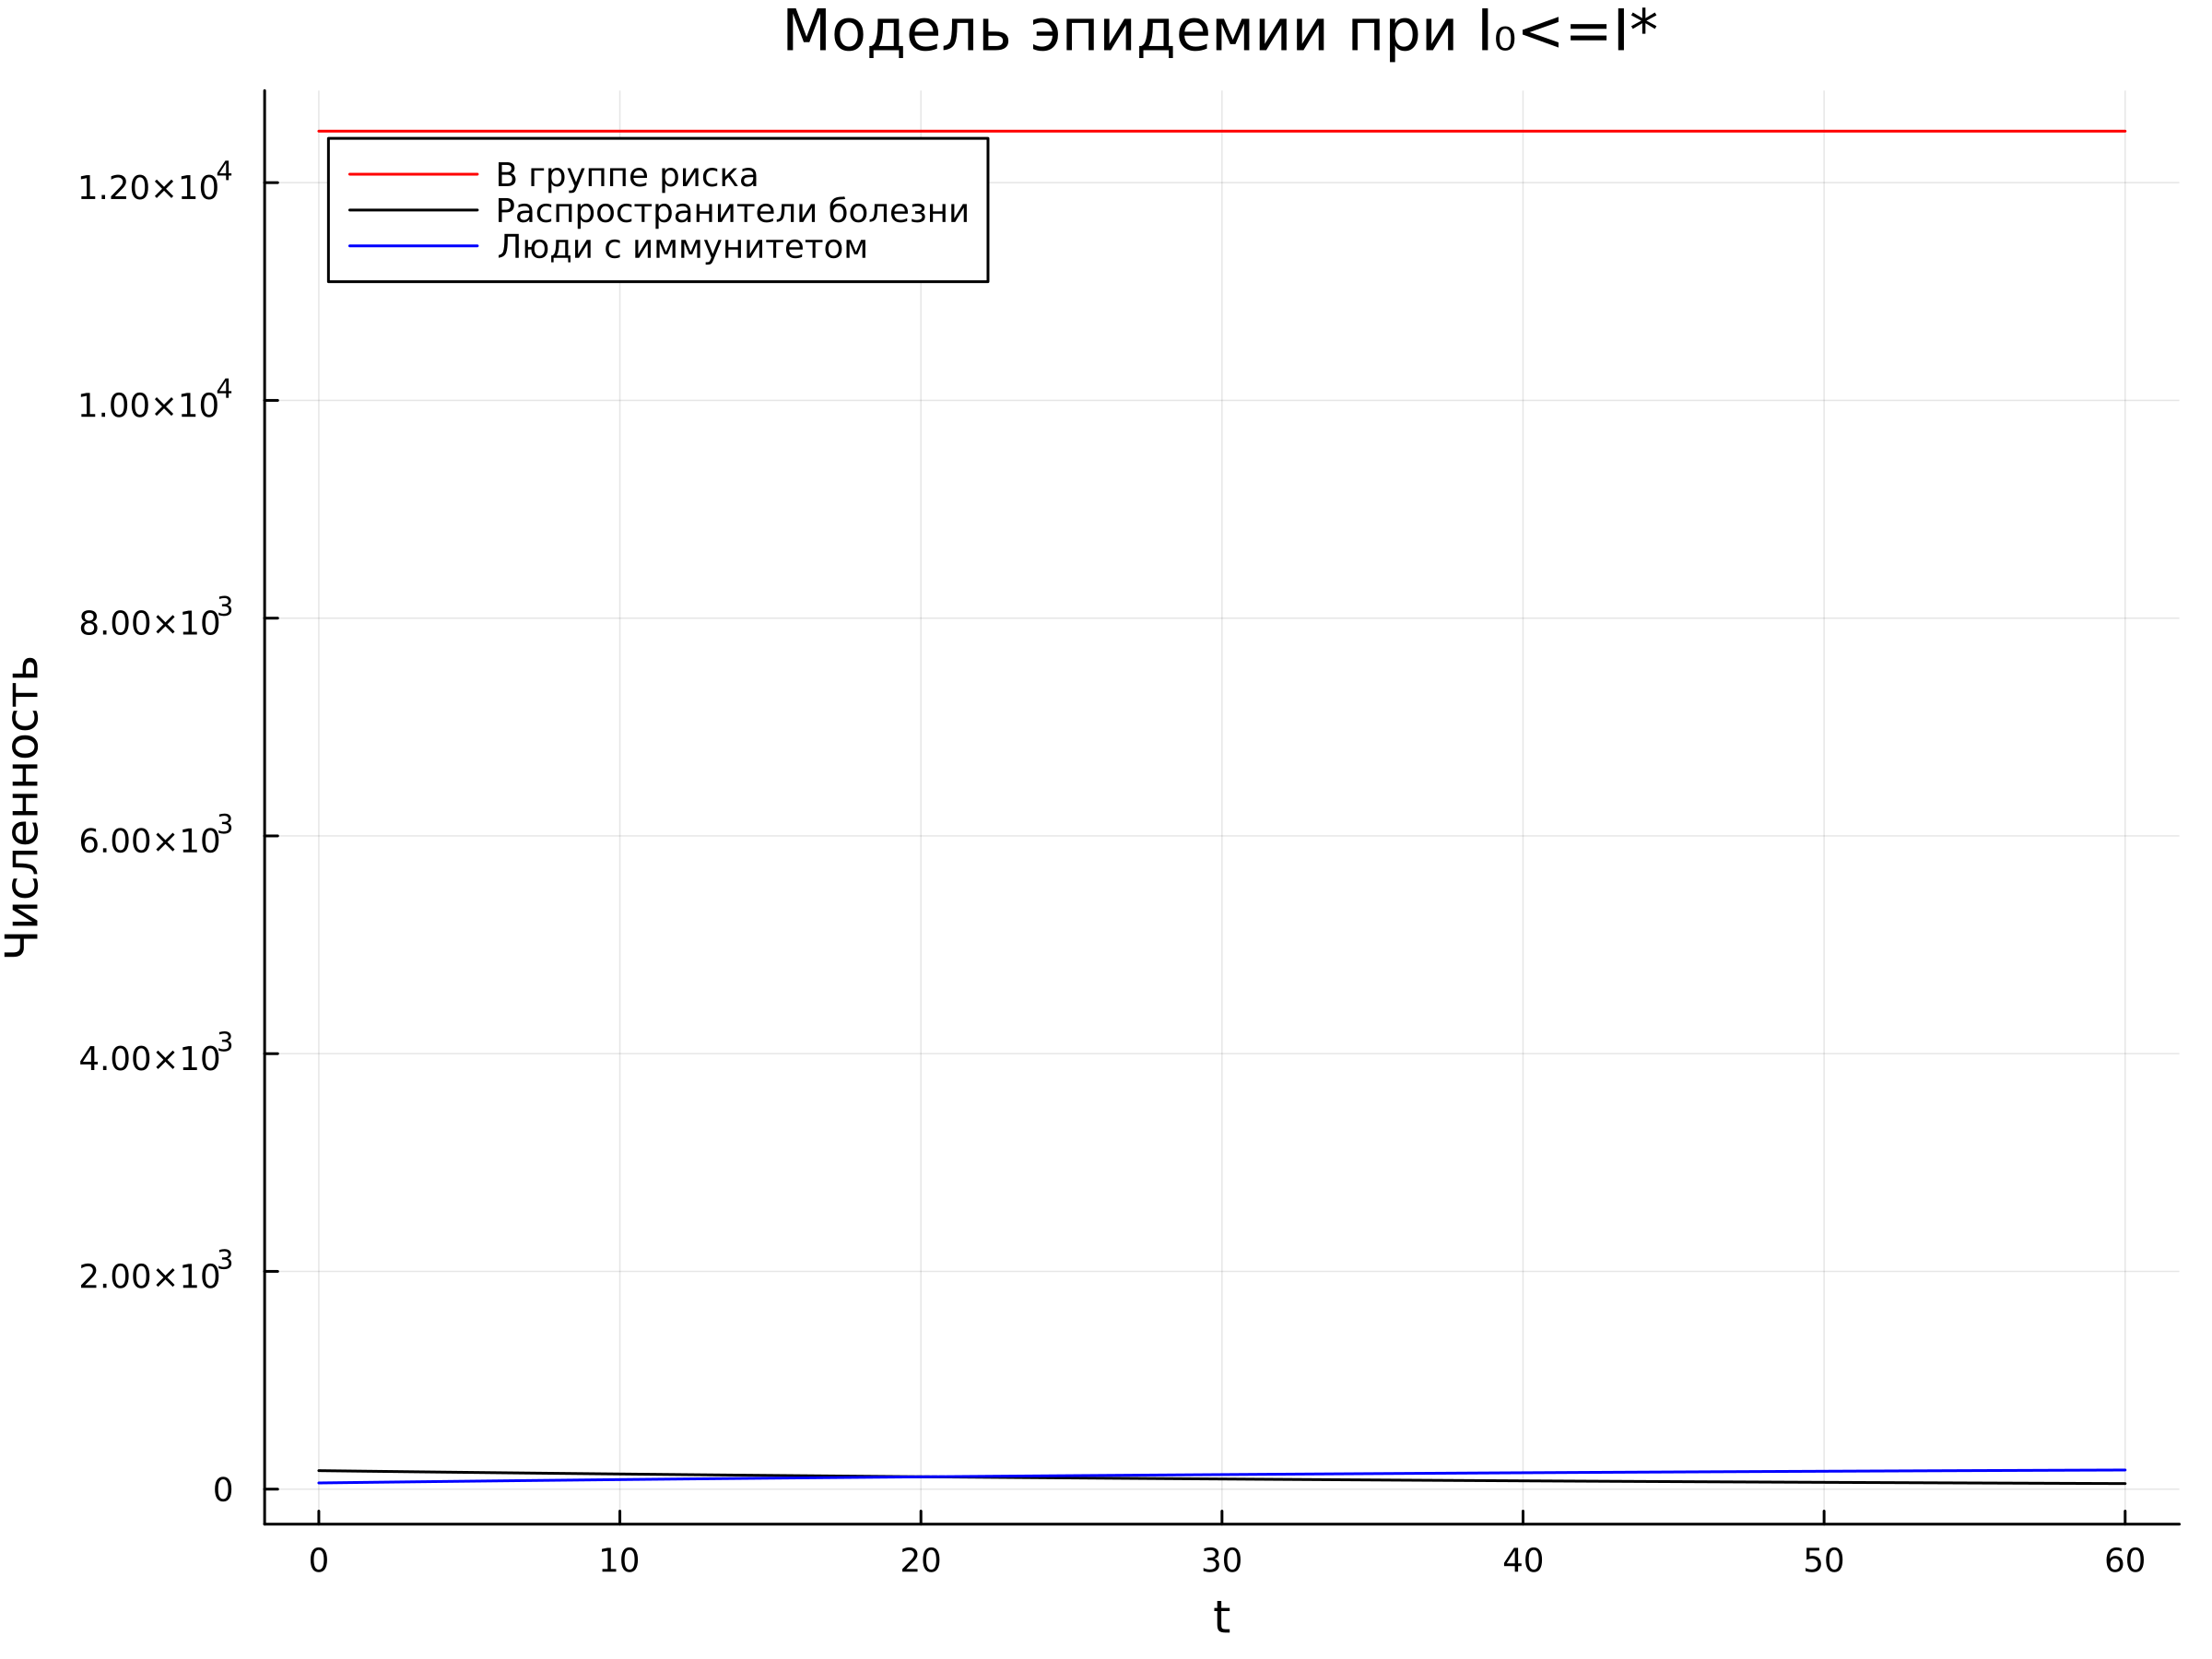 Модель эпидемии при I₀<=I*
В группе риска
Распространители болезни
Люди с иммунитетом
1.20×10⁴
1.00×10⁴
8.00×10³
6.00×10³
4.00×10³
2.00×10³
0
Численность
0 10 20 30 40 50 60
t